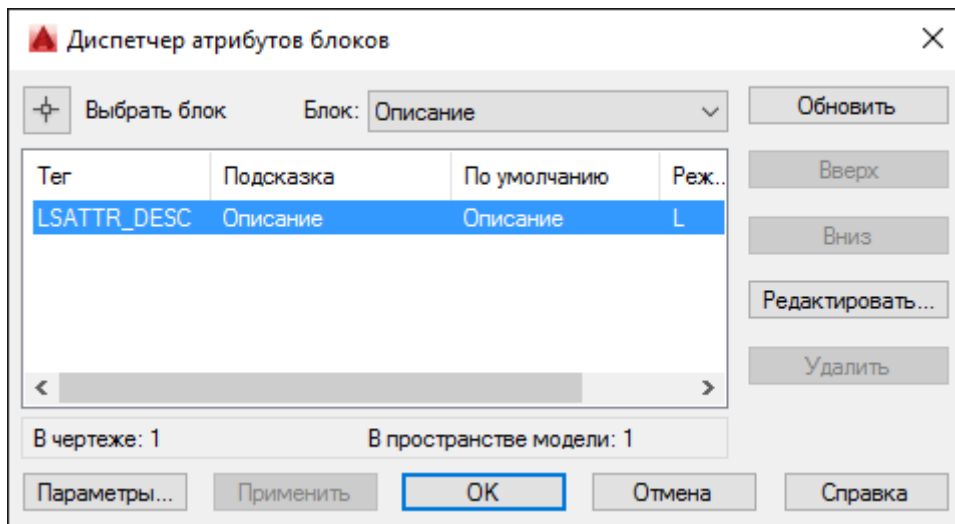 Диспетчер атрибутов блоков
Выбрать блок Блок: Описание Обновить
Тег Подсказка По умолчанию Реж... Вверх
LSATTR_DESC Описание Описание L
Вниз
Редактировать...
Удалить
В чертеже: 1 В пространстве модели: 1
Параметры... Применить OK Отмена Справка